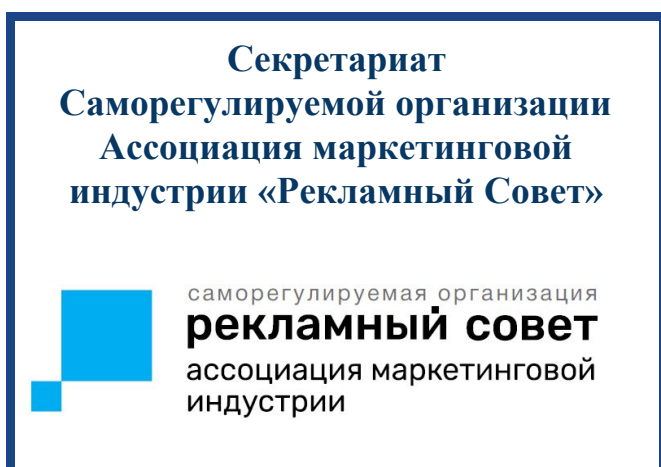 Секретариат
Саморегулируемой организации
Ассоциация маркетинговой
индустрии «Рекламный Совет»
саморегулируемая организация
рекламный совет
ассоциация маркетинговой
индустрии